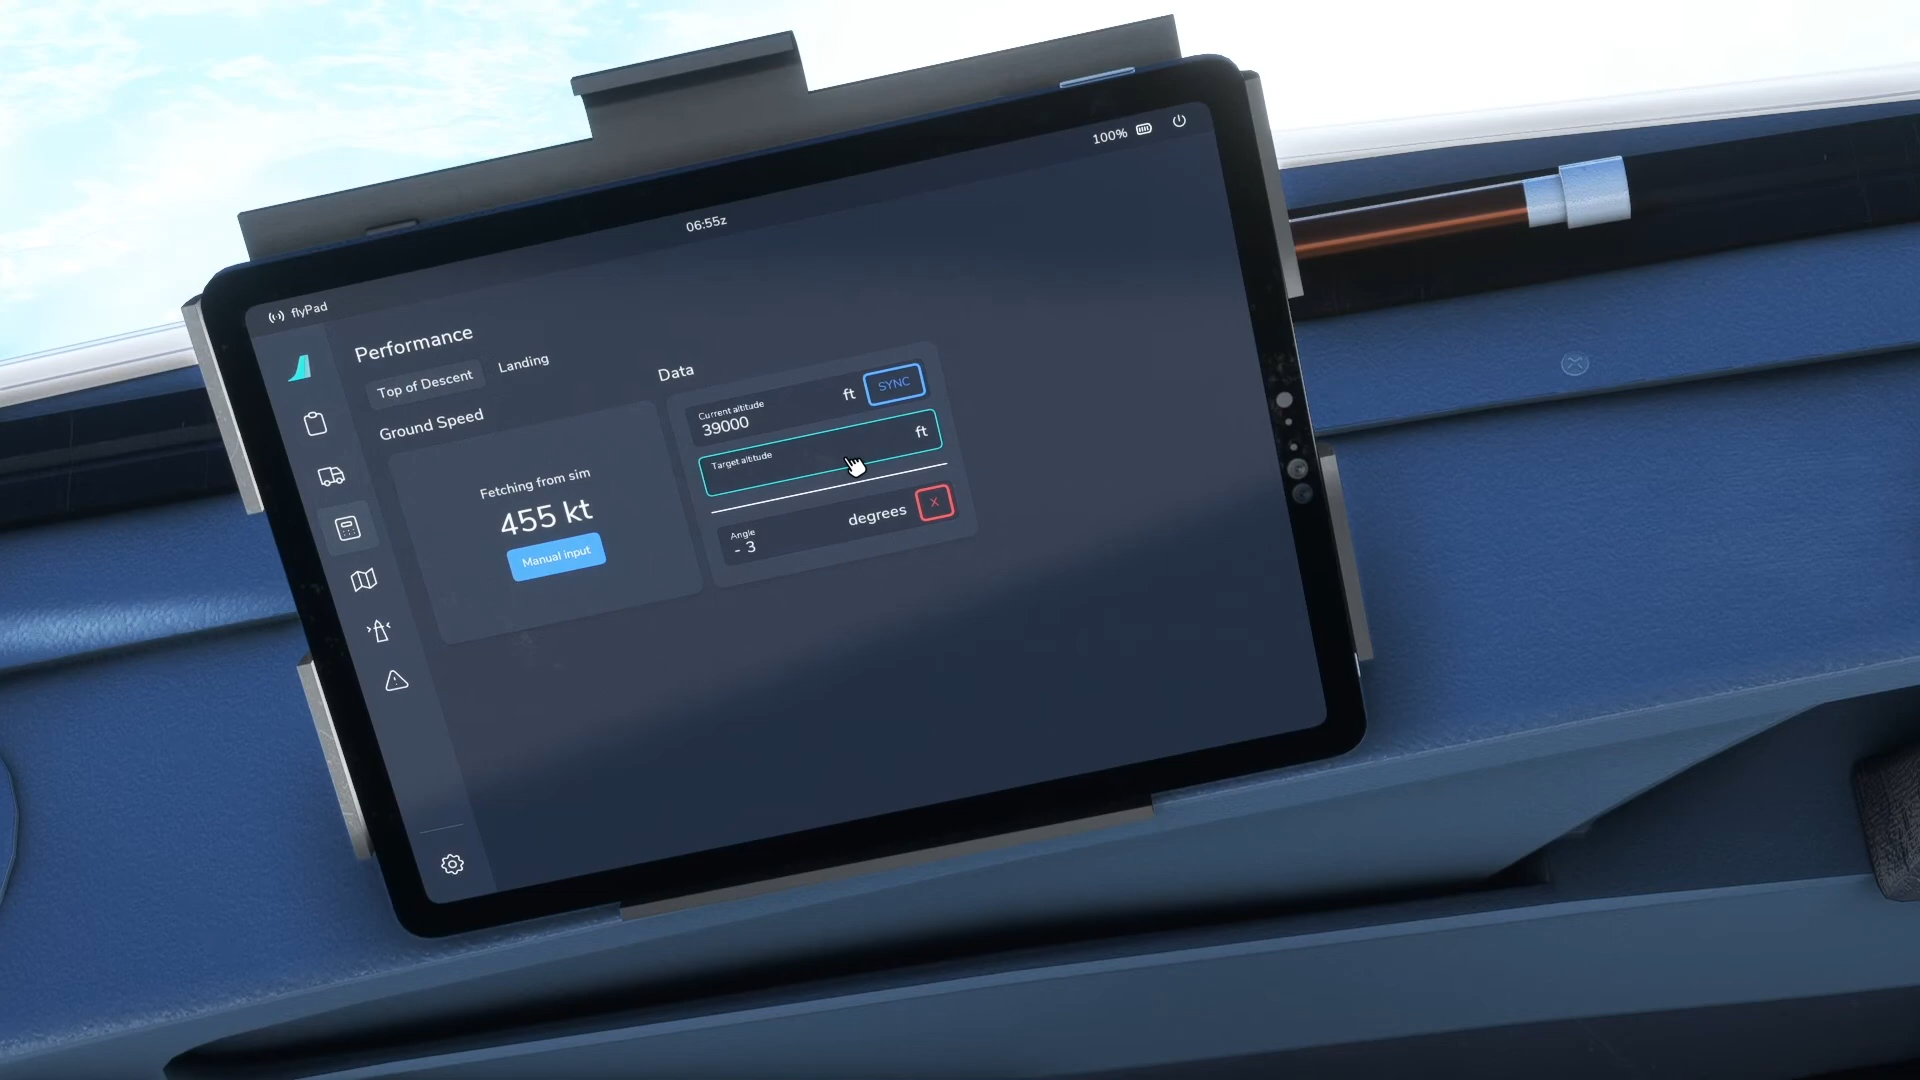 100%
06:55z
flyPad
Performance
Top of Descent
Landing
Ground Speed
Fetching from sim
455 kt
Manual input
Data
Current altitude
39000
ft
SYNC
Target altitude
ft
Angle
- 3
degrees
X